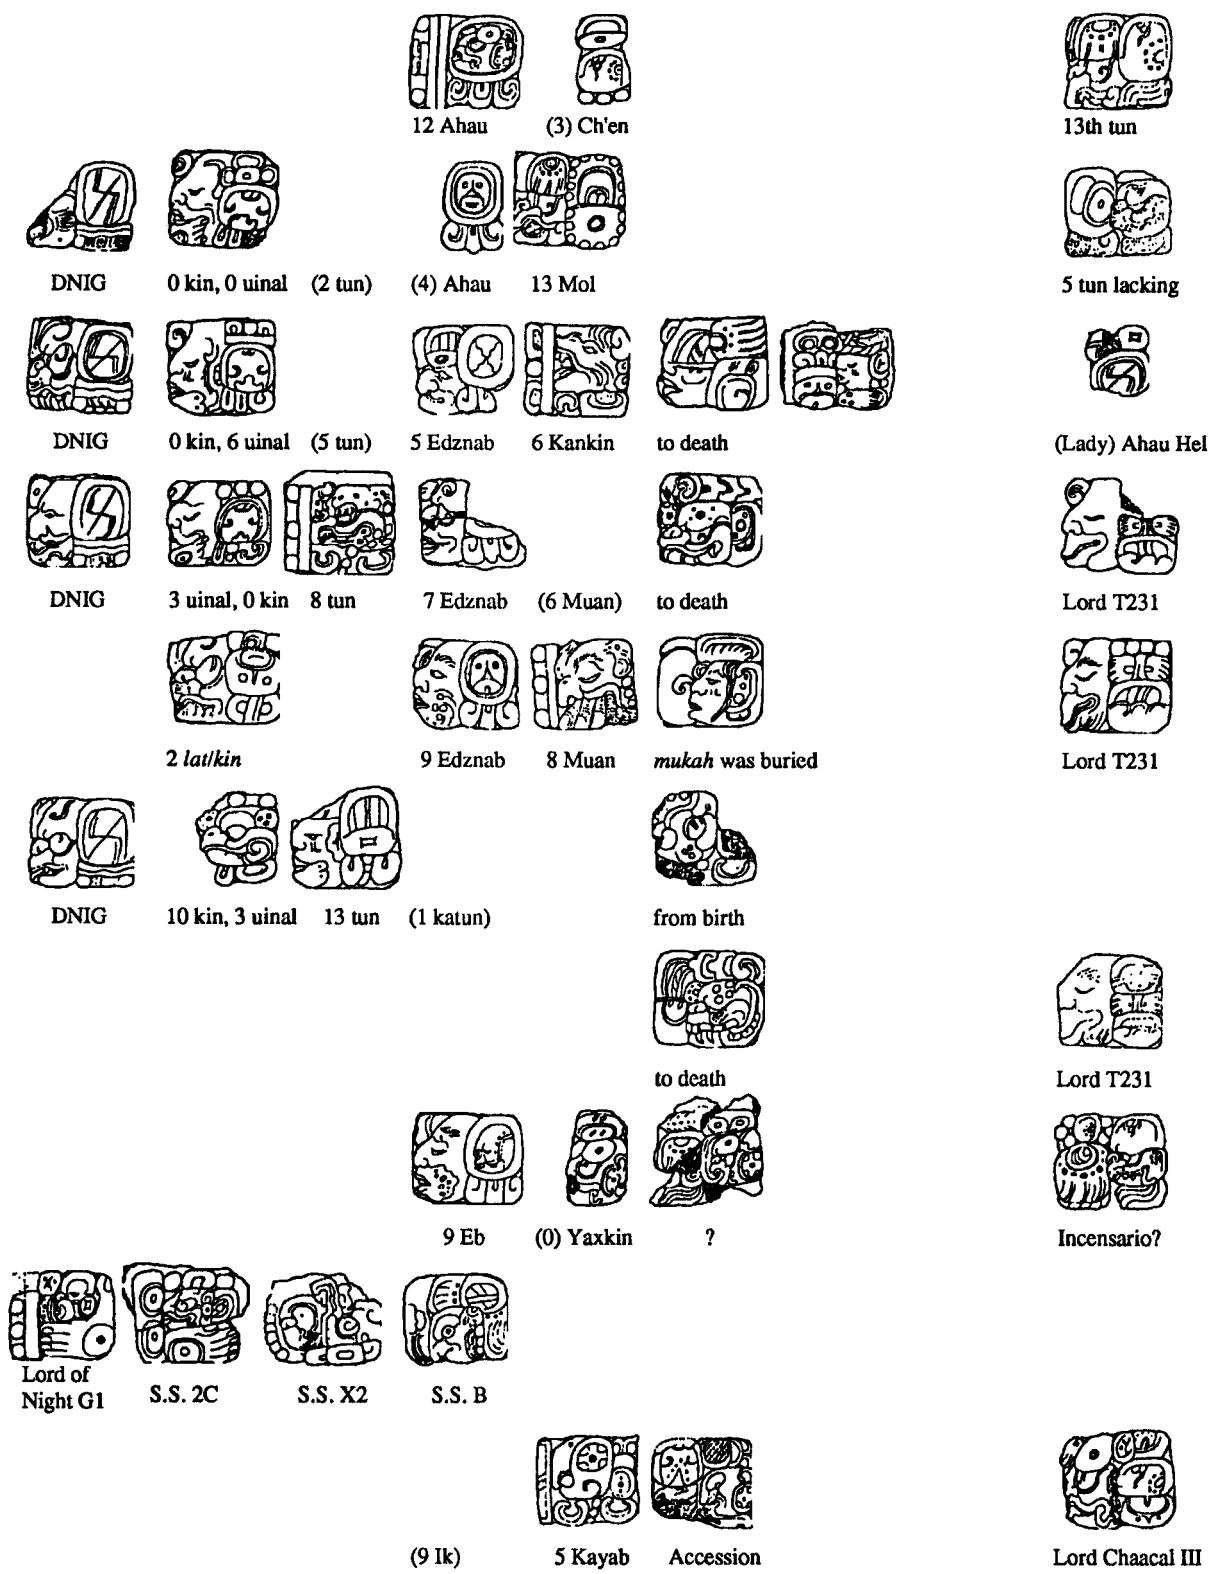 12 Ahau (3) Ch'en 13th tun
DNIG 0 kin, 0 uinal (2 tun) (4) Ahau 13 Mol 5 tun lacking
DNIG 0 kin, 6 uinal (5 tun) 5 Edznab 6 Kankin to death (Lady) Ahau Hel
DNIG 3 uinal, 0 kin 8 tun 7 Edznab (6 Muan) to death Lord T231
2 lat/kin 9 Edznab 8 Muan mukah was buried Lord T231
DNIG 10 kin, 3 uinal 13 tun (1 katun) from birth
to death Lord T231
9 Eb (0) Yaxkin ? Incensario?
Lord of
Night G1 S.S. 2C S.S. X2 S.S. B
(9 Ik) 5 Kayab Accession Lord Chaacal III